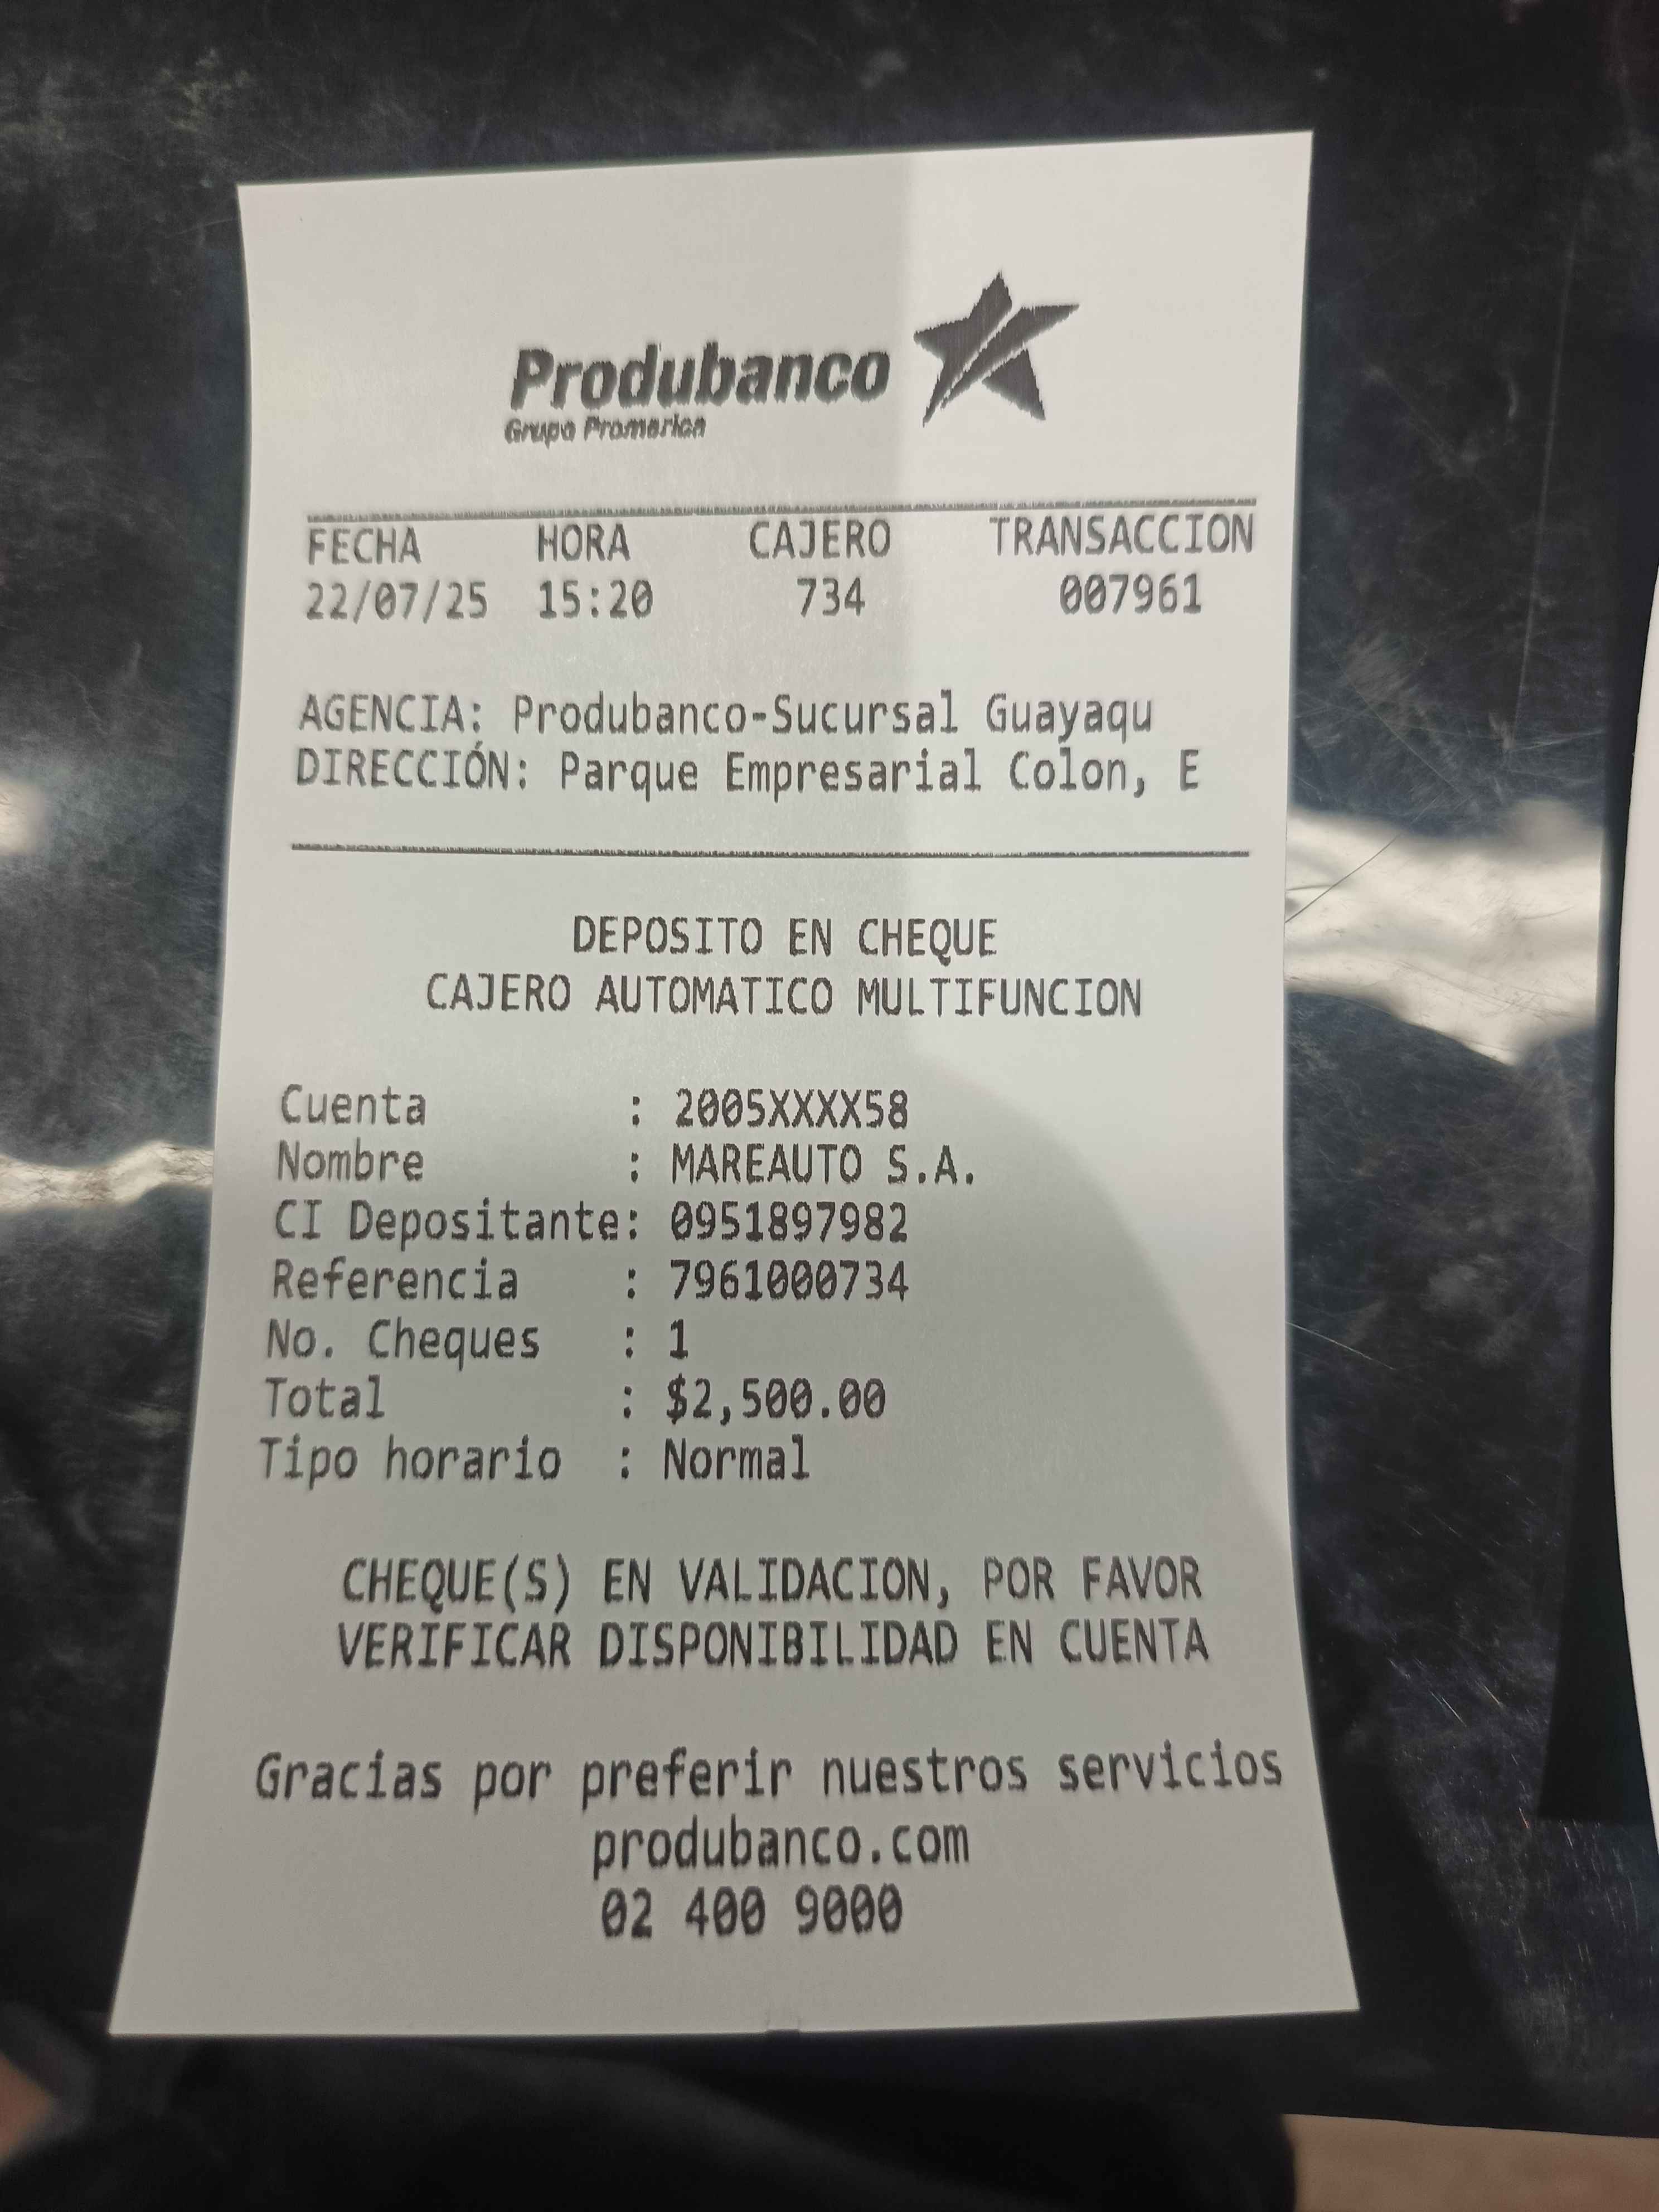 Produbanco
Grupo Promerica
FECHA HORA CAJERO TRANSACCION
22/07/25 15:20 734 007961
AGENCIA: Produbanco-Sucursal Guayaqu
DIRECCIÓN: Parque Empresarial Colon, E
DEPOSITO EN CHEQUE
CAJERO AUTOMATICO MULTIFUNCION
Cuenta : 2005XXXX58
Nombre : MAREAUTO S.A.
CI Depositante: 0951897982
Referencia : 7961000734
No. Cheques : 1
Total : $2,500.00
Tipo horario : Normal
CHEQUE(S) EN VALIDACION, POR FAVOR
VERIFICAR DISPONIBILIDAD EN CUENTA
Gracias por preferir nuestros servicios
produbanco.com
02 400 9000